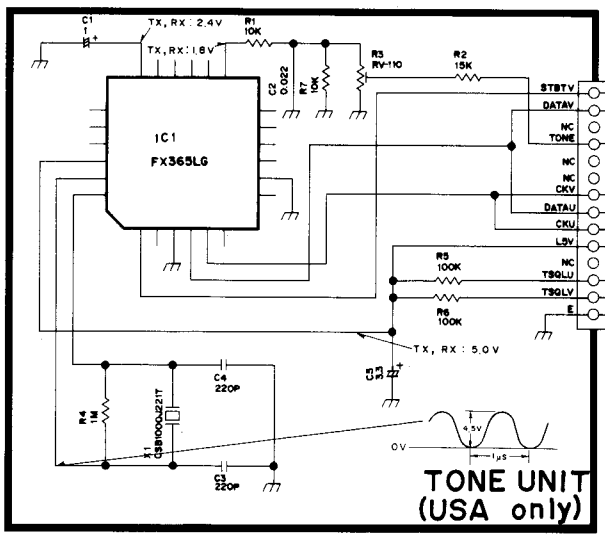 C1
1
+
TX, RX : 2.4V
TX, RX : 1.8V
R1
10K
C2
0.022
R7
10K
R3
RV-110
R2
15K
IC1
FX365LG
STBTV
DATAV
NC
TONE
NC
NC
CKV
DATAU
CKU
L5V
NC
TSQLU
TSQLV
E
R5
100K
R6
100K
TX, RX : 5.0V
C5
3.3
+
C4
220P
R4
1M
X1
CSB1000J221T
C3
220P
4.5V
0V
1μS
TONE UNIT
(USA only)